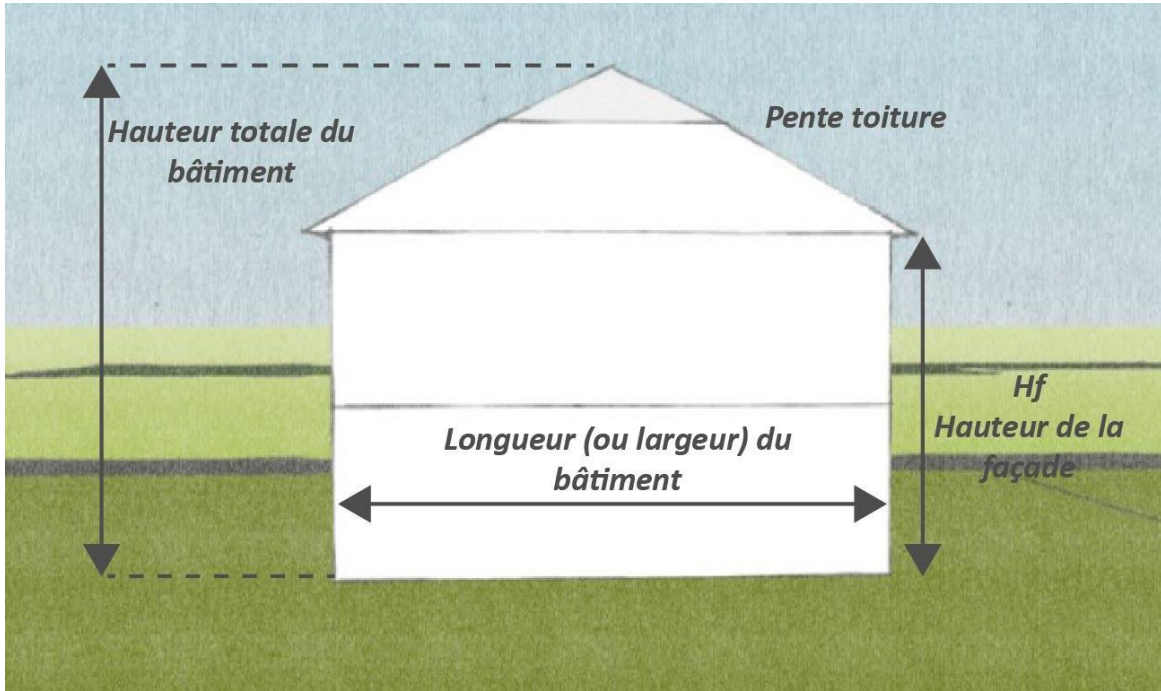 Hauteur totale du
bâtiment
Pente toiture
Hf
Hauteur de la
façade
Longueur (ou largeur) du
bâtiment